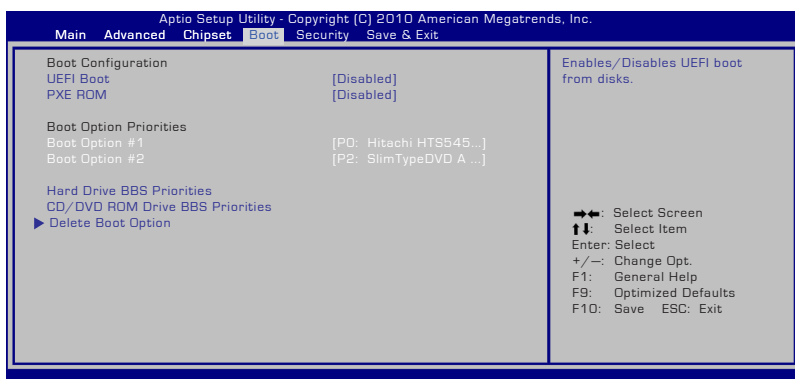 Aptio Setup Utility - Copyright (C) 2010 American Megatrends, Inc.
Main Advanced Chipset Boot Security Save & Exit
Boot Configuration
UEFI Boot [Disabled]
PXE ROM [Disabled]
Boot Option Priorities
Boot Option #1 [P0: Hitachi HTS545...]
Boot Option #2 [P2: SlimTypeDVD A ...]
Hard Drive BBS Priorities
CD/DVD ROM Drive BBS Priorities
Delete Boot Option
Enables/Disables UEFI boot
from disks.
→←: Select Screen
↑↓: Select Item
Enter: Select
+/—: Change Opt.
F1: General Help
F9: Optimized Defaults
F10: Save ESC: Exit